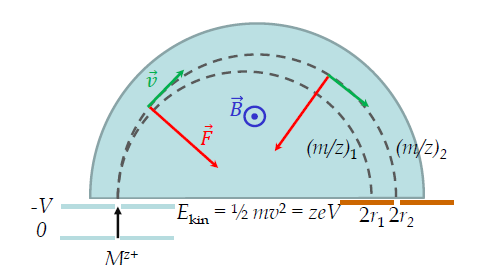 v⃗
B⃗
F⃗
(m/z)₁ (m/z)₂
-V
E_kin = ½ mv² = zeV 2r₁ 2r₂
0
M^z+